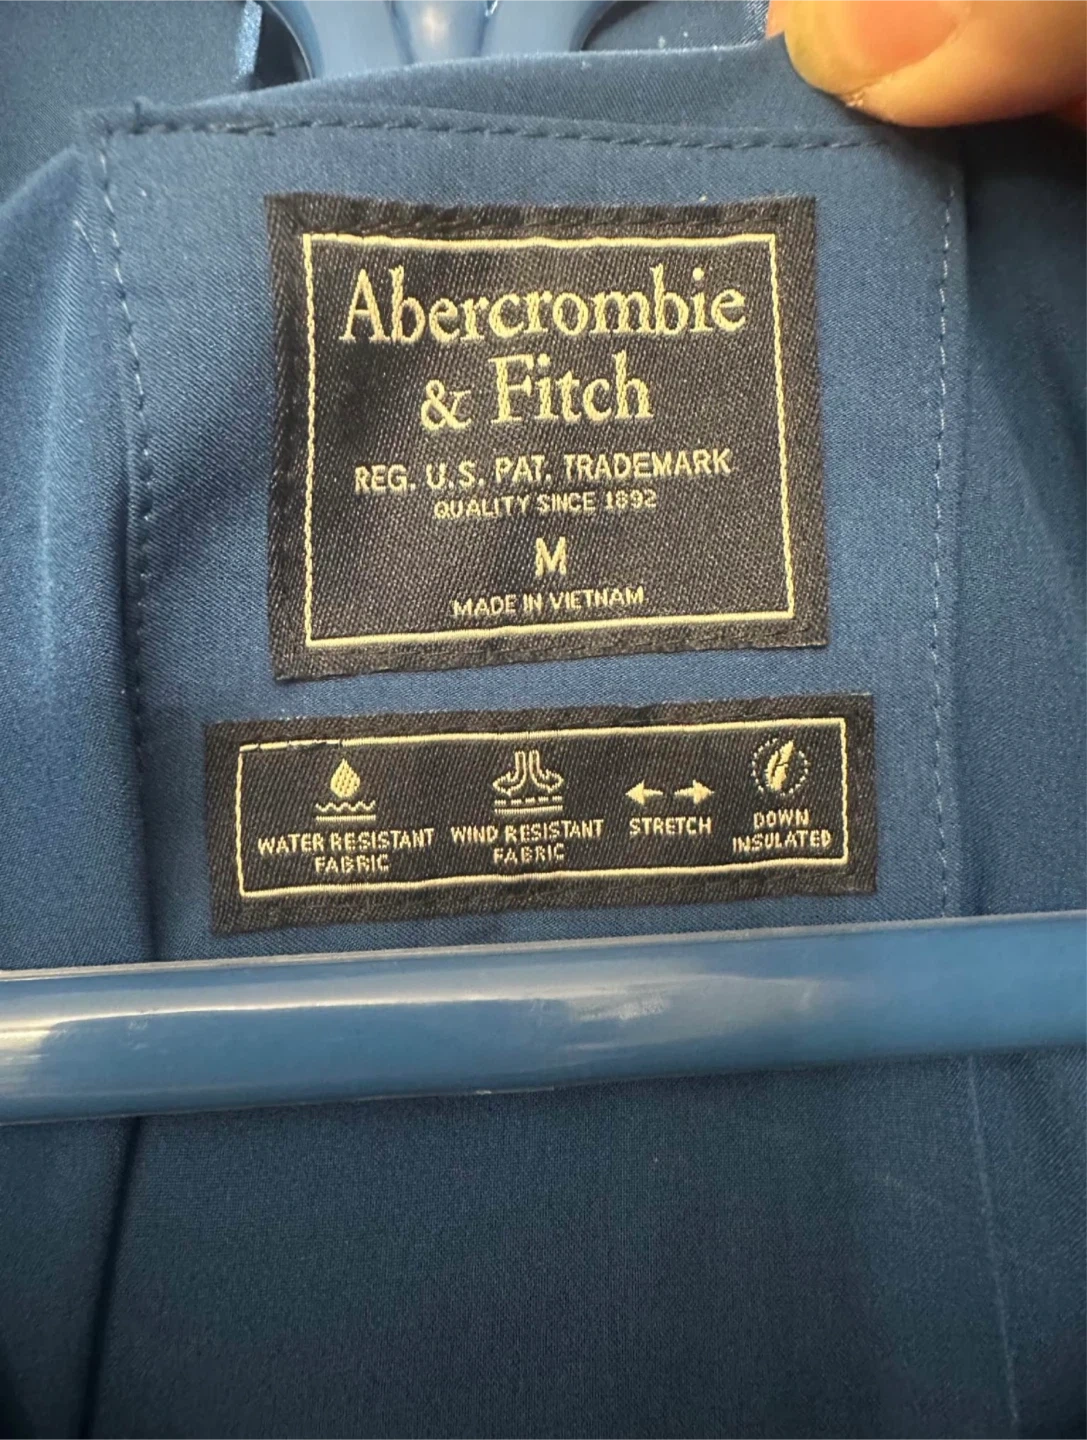 Abercrombie
& Fitch
REG. U.S. PAT. TRADEMARK
QUALITY SINCE 1892
M
MADE IN VIETNAM
WATER RESISTANT
FABRIC
WIND RESISTANT
FABRIC
STRETCH
DOWN
INSULATED